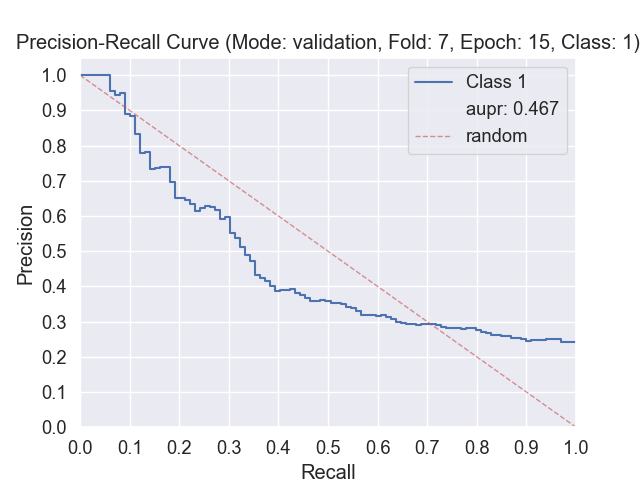 Precision-Recall Curve (Mode: validation, Fold: 7, Epoch: 15, Class: 1)
Class 1
aupr: 0.467
random
1.0
0.9
0.8
0.7
0.6
0.5
0.4
0.3
0.2
0.1
0.0
Precision
0.0 0.1 0.2 0.3 0.4 0.5 0.6 0.7 0.8 0.9 1.0
Recall